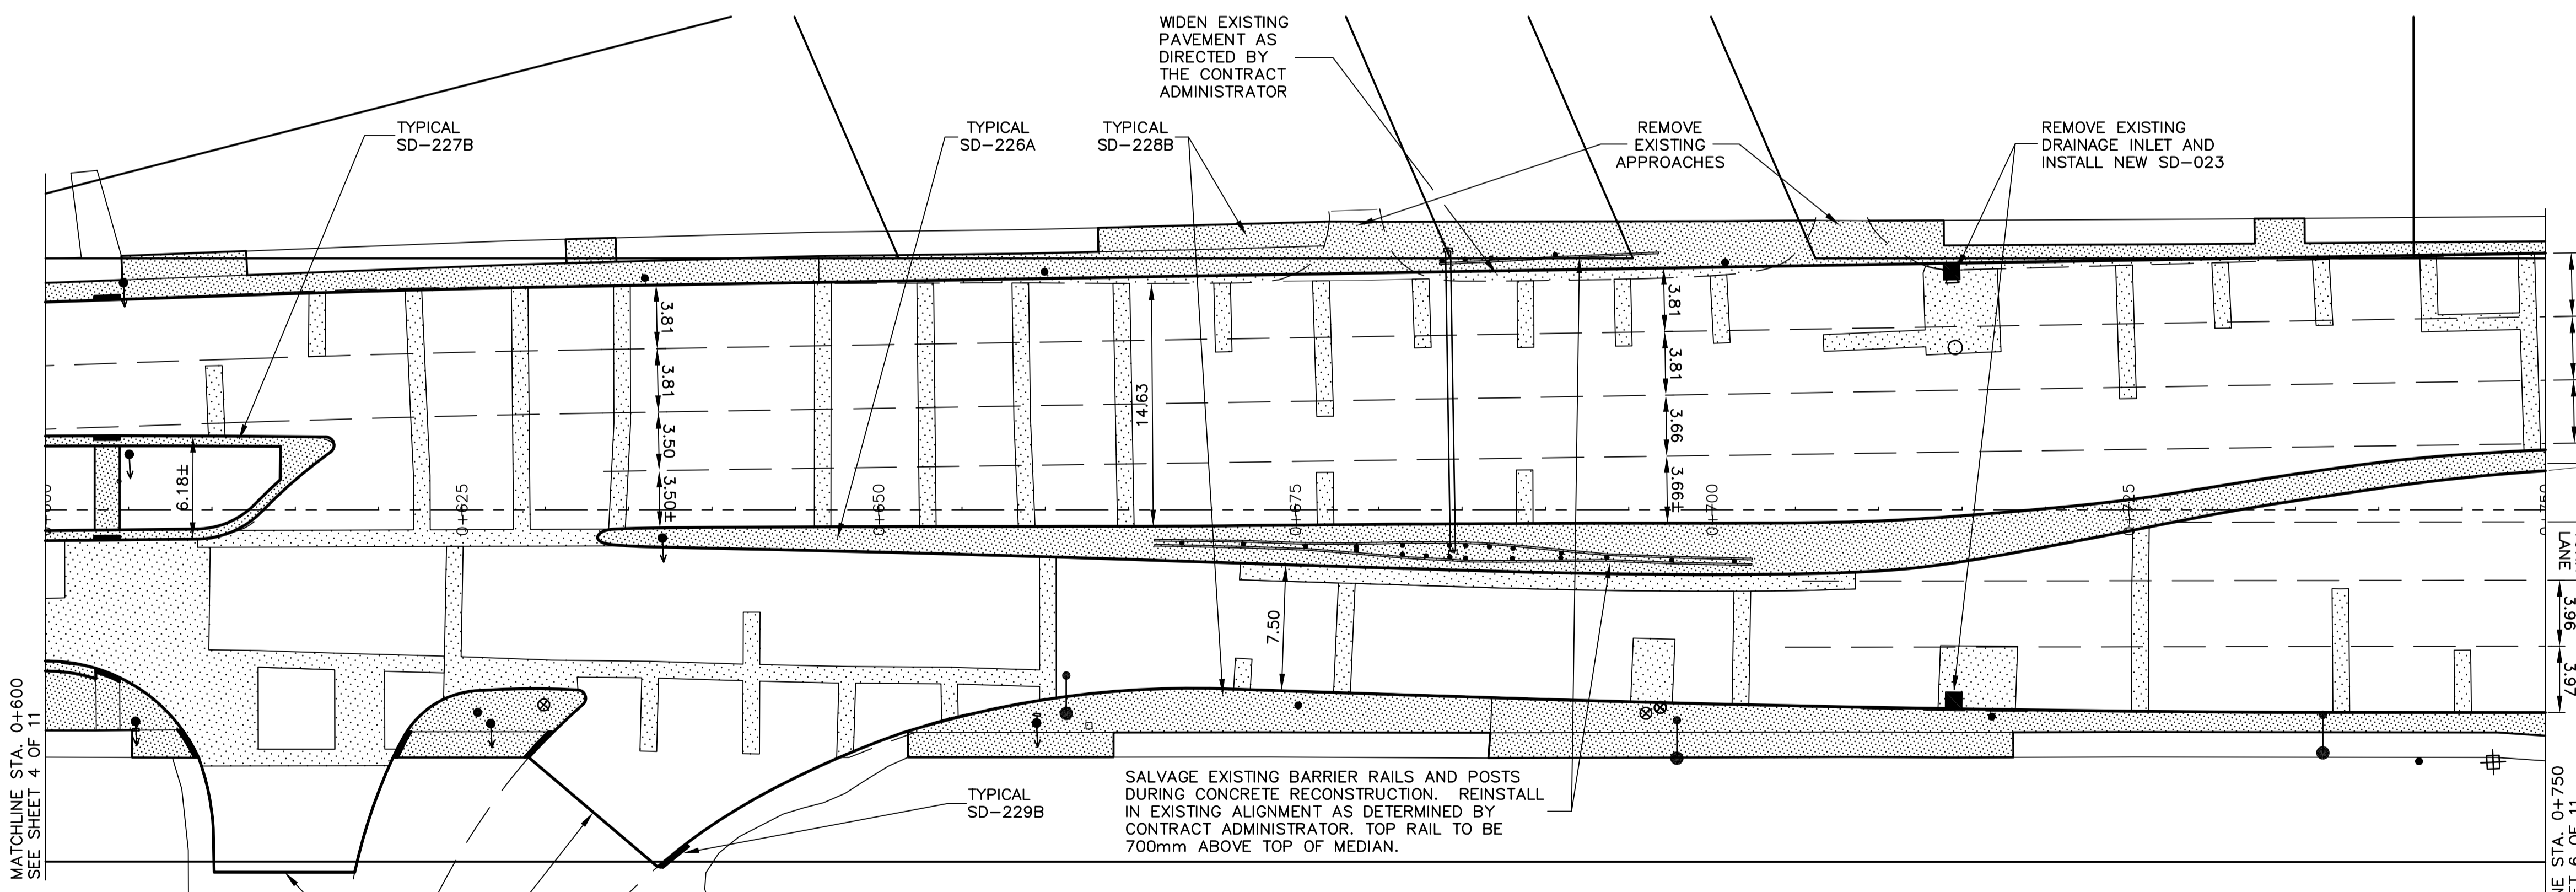 WIDEN EXISTING
PAVEMENT AS
DIRECTED BY
THE CONTRACT
ADMINISTRATOR
TYPICAL
SD-227B
TYPICAL
SD-226A
TYPICAL
SD-228B
REMOVE
EXISTING
APPROACHES
REMOVE EXISTING
DRAINAGE INLET AND
INSTALL NEW SD-023
3.81
3.81
3.50
3.50±
14.63
3.81
3.81
3.66
3.66±
6.18±
0+625
0+650
0+675
0+700
0+725
0+750
LANE
3.96
3.97
7.50
MATCHLINE STA. 0+600
SEE SHEET 4 OF 11
TYPICAL
SD-229B
SALVAGE EXISTING BARRIER RAILS AND POSTS
DURING CONCRETE RECONSTRUCTION. REINSTALL
IN EXISTING ALIGNMENT AS DETERMINED BY
CONTRACT ADMINISTRATOR. TOP RAIL TO BE
700mm ABOVE TOP OF MEDIAN.
STA. 0+750
6 OF 11